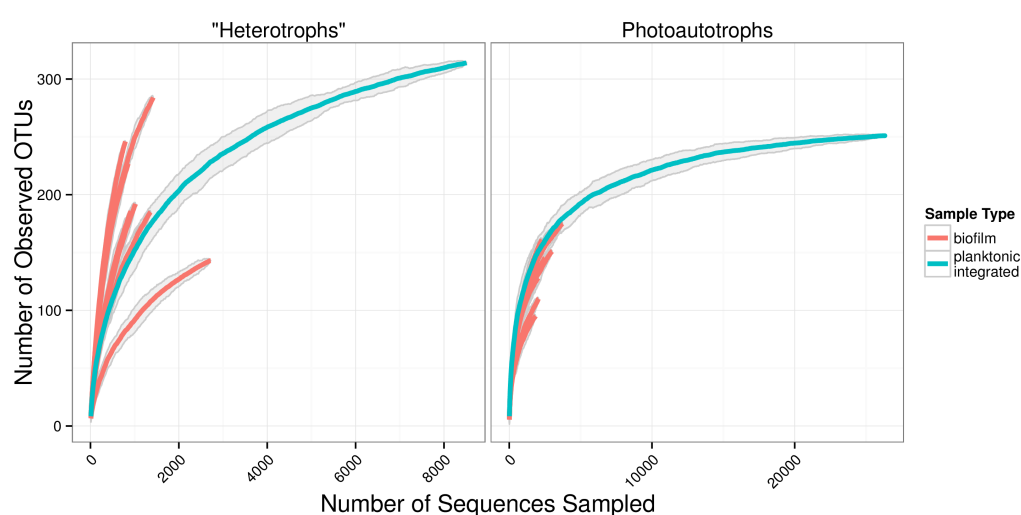 "Heterotrophs"
Photoautotrophs
Number of Observed OTUs
300
200
100
0
0
2000
4000
6000
8000
0
10000
20000
Number of Sequences Sampled
Sample Type
biofilm
planktonic
integrated